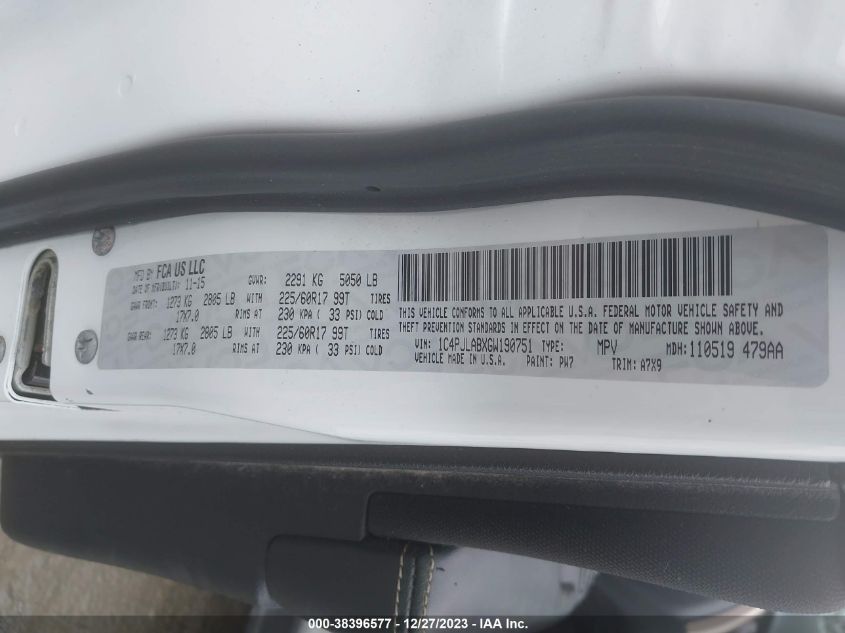 MFD BY FCA US LLC
DATE OF MFR(BUILT): 11-15 GVWR: 2291 KG 5050 LB
GAWR FRONT: 1273 KG 2805 LB WITH 225/60R17 99T TIRES
17X7.0 RIMS AT 230 KPA ( 33 PSI) COLD
GAWR REAR: 1273 KG 2805 LB WITH 225/60R17 99T TIRES
17X7.0 RIMS AT 230 KPA ( 33 PSI) COLD
THIS VEHICLE CONFORMS TO ALL APPLICABLE U.S.A. FEDERAL MOTOR VEHICLE SAFETY AND
THEFT PREVENTION STANDARDS IN EFFECT ON THE DATE OF MANUFACTURE SHOWN ABOVE.
VIN: 1C4PJLABXGW190751 TYPE: MPV MDH: 110519 479AA
VEHICLE MADE IN U.S.A. PAINT: PW7 TRIM: A7X9
000-38396577 - 12/27/2023 - IAA Inc.